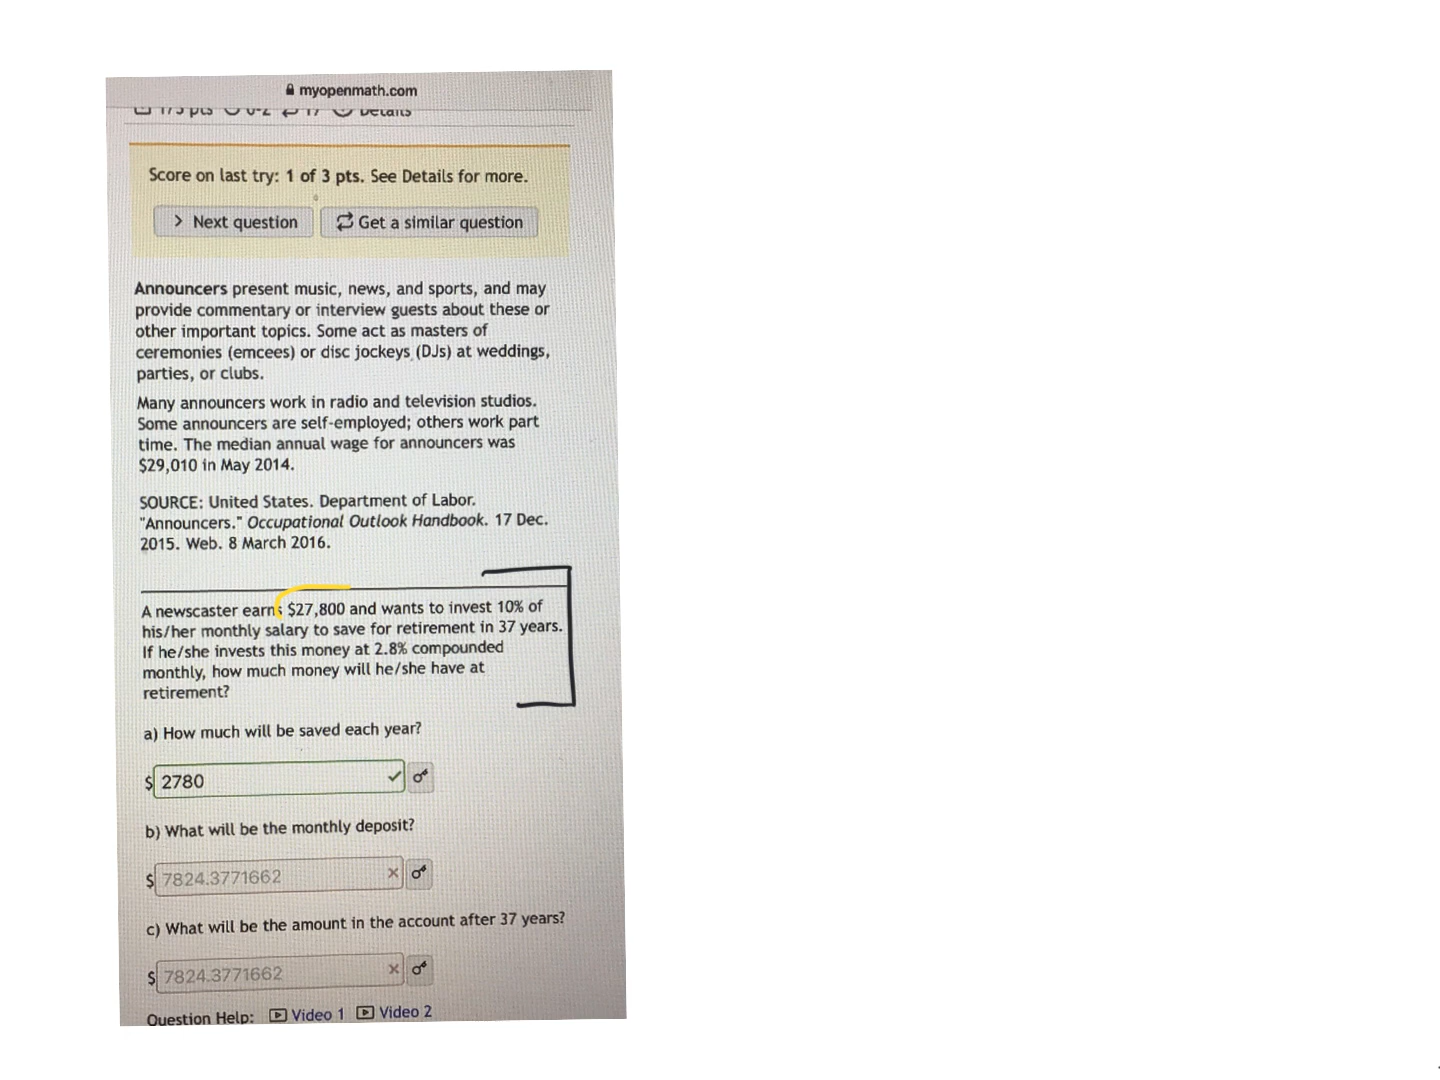 myopenmath.com
Details
Score on last try: 1 of 3 pts. See Details for more.
> Next question Get a similar question
Announcers present music, news, and sports, and may
provide commentary or interview guests about these or
other important topics. Some act as masters of
ceremonies (emcees) or disc jockeys (DJs) at weddings,
parties, or clubs.
Many announcers work in radio and television studios.
Some announcers are self-employed; others work part
time. The median annual wage for announcers was
$29,010 in May 2014.
SOURCE: United States. Department of Labor.
"Announcers." Occupational Outlook Handbook. 17 Dec.
2015. Web. 8 March 2016.
A newscaster earns $27,800 and wants to invest 10% of
his/her monthly salary to save for retirement in 37 years.
If he/she invests this money at 2.8% compounded
monthly, how much money will he/she have at
retirement?
a) How much will be saved each year?
$ 2780
b) What will be the monthly deposit?
$ 7824.3771662
c) What will be the amount in the account after 37 years?
$ 7824.3771662
Question Help: Video 1 Video 2